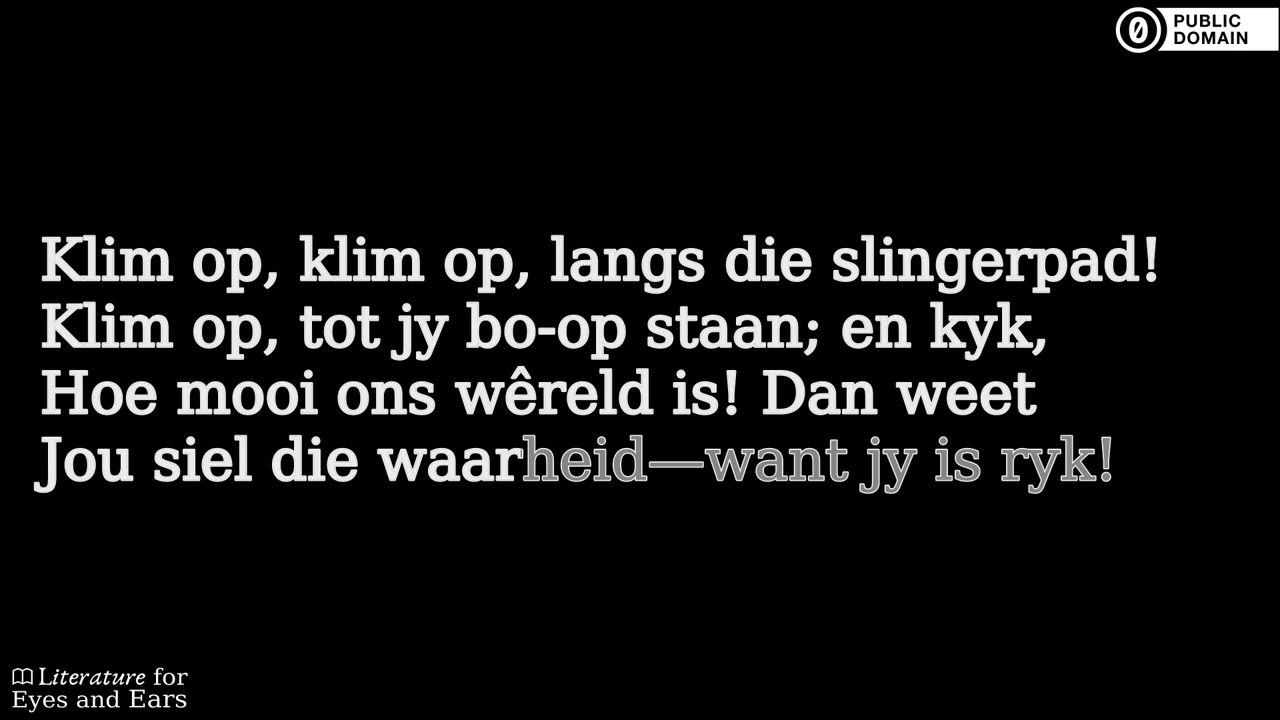 PUBLIC
DOMAIN
Klim op, klim op, langs die slingerpad!
Klim op, tot jy bo-op staan; en kyk,
Hoe mooi ons wêreld is! Dan weet
Jou siel die waarheid—want jy is ryk!
Literature for
Eyes and Ears